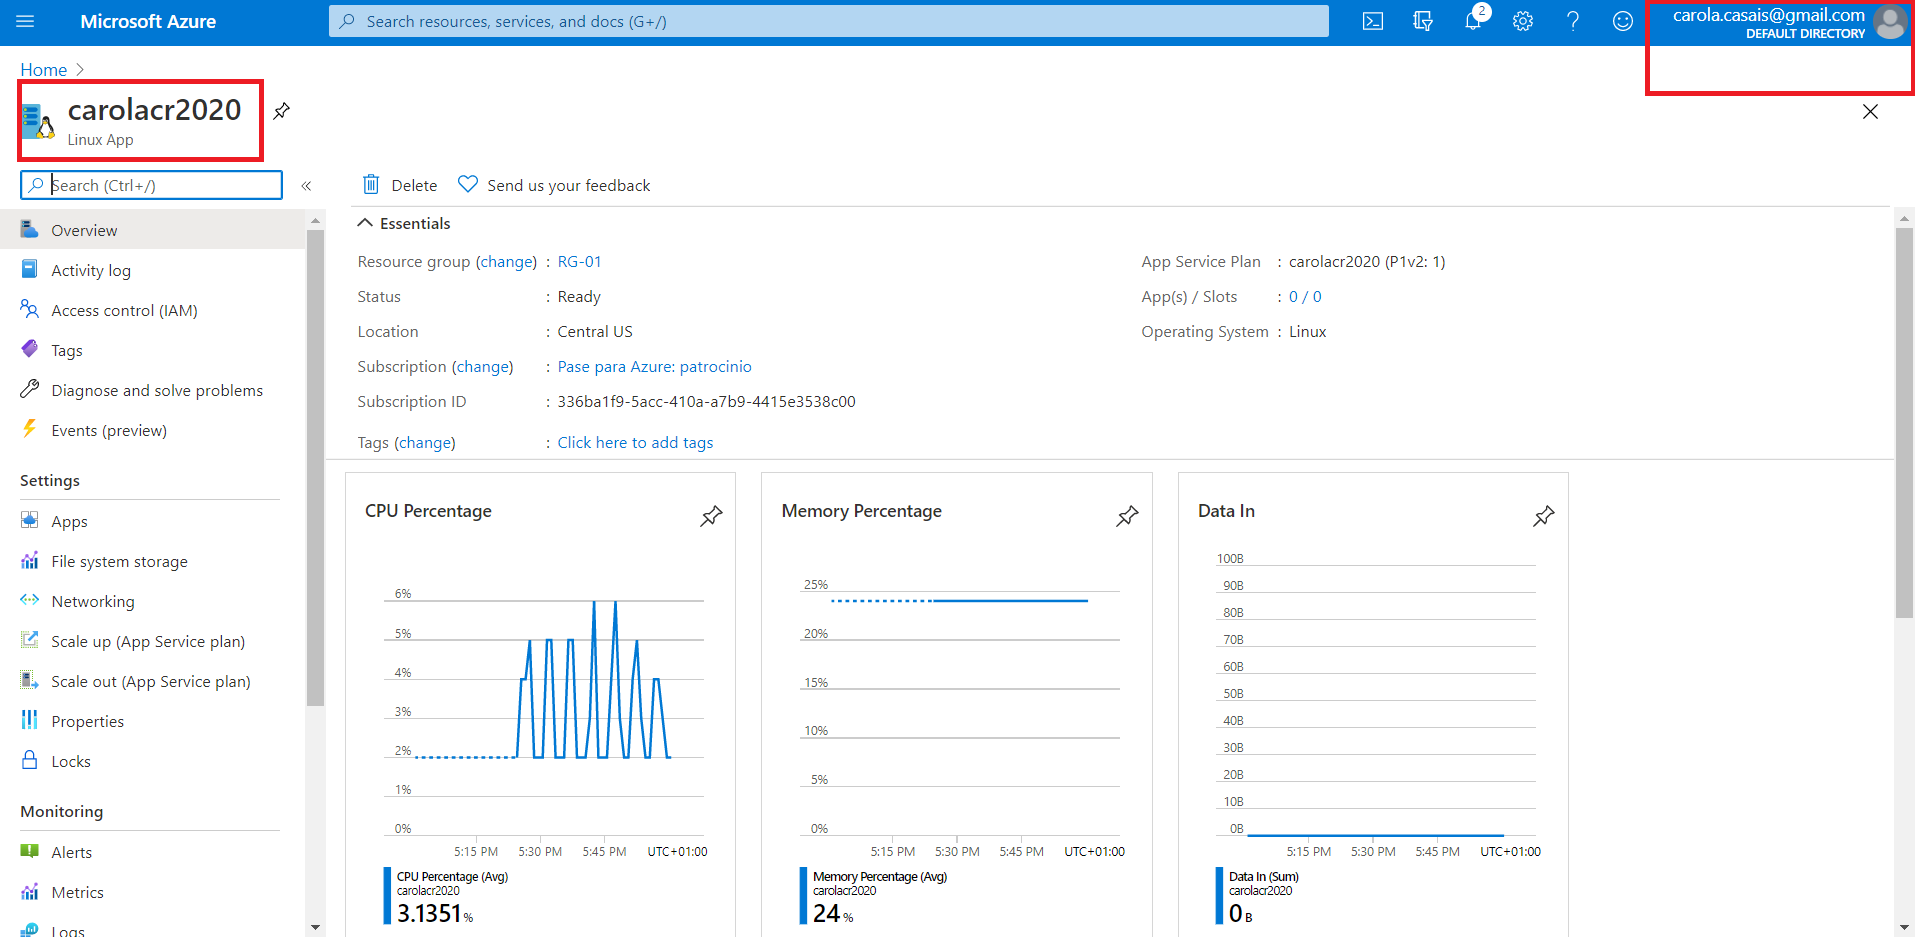 Microsoft Azure
Search resources, services, and docs (G+/)
2
carola.casais@gmail.com
DEFAULT DIRECTORY
Home
carolacr2020
Linux App
Search (Ctrl+/)
«
Delete
Send us your feedback
Overview
Activity log
Access control (IAM)
Tags
Diagnose and solve problems
Events (preview)
Settings
Apps
File system storage
Networking
Scale up (App Service plan)
Scale out (App Service plan)
Properties
Locks
Monitoring
Alerts
Metrics
Logs
Essentials
Resource group (change) : RG-01
Status : Ready
Location : Central US
Subscription (change) : Pase para Azure: patrocinio
Subscription ID : 336ba1f9-5acc-410a-a7b9-4415e3538c00
Tags (change) : Click here to add tags
App Service Plan : carolacr2020 (P1v2: 1)
App(s) / Slots : 0 / 0
Operating System : Linux
CPU Percentage
6%
5%
4%
3%
2%
1%
0%
5:15 PM 5:30 PM 5:45 PM UTC+01:00
CPU Percentage (Avg)
carolacr2020
3.1351 %
Memory Percentage
25%
20%
15%
10%
5%
0%
5:15 PM 5:30 PM 5:45 PM UTC+01:00
Memory Percentage (Avg)
carolacr2020
24 %
Data In
100B
90B
80B
70B
60B
50B
40B
30B
20B
10B
0B
5:15 PM 5:30 PM 5:45 PM UTC+01:00
Data In (Sum)
carolacr2020
0 B